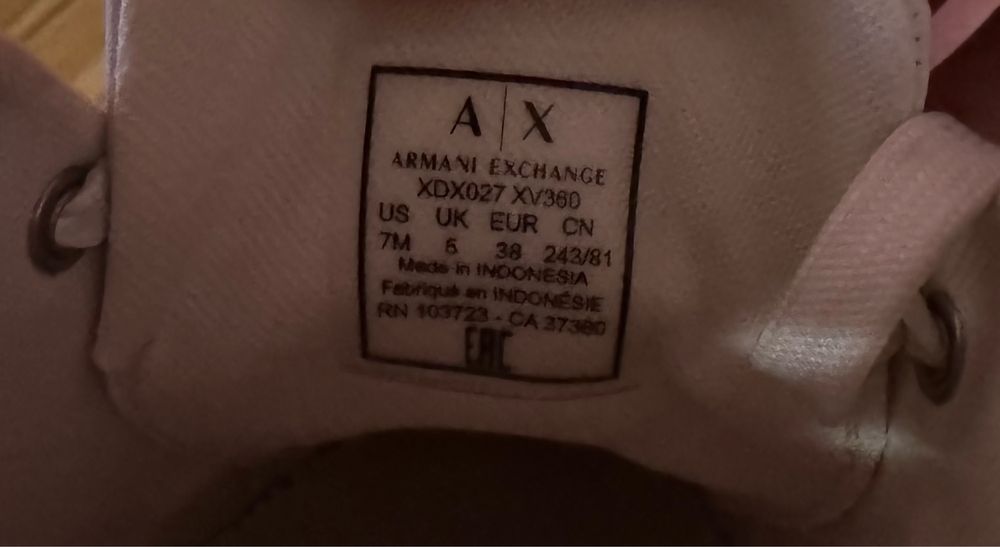 A|X
ARMANI EXCHANGE
XDX027 XV360
US UK EUR CN
7M 5 38 243/81
Made in INDONESIA
Fabriqué en INDONÉSIE
RN 103723 - CA 37360
EAC